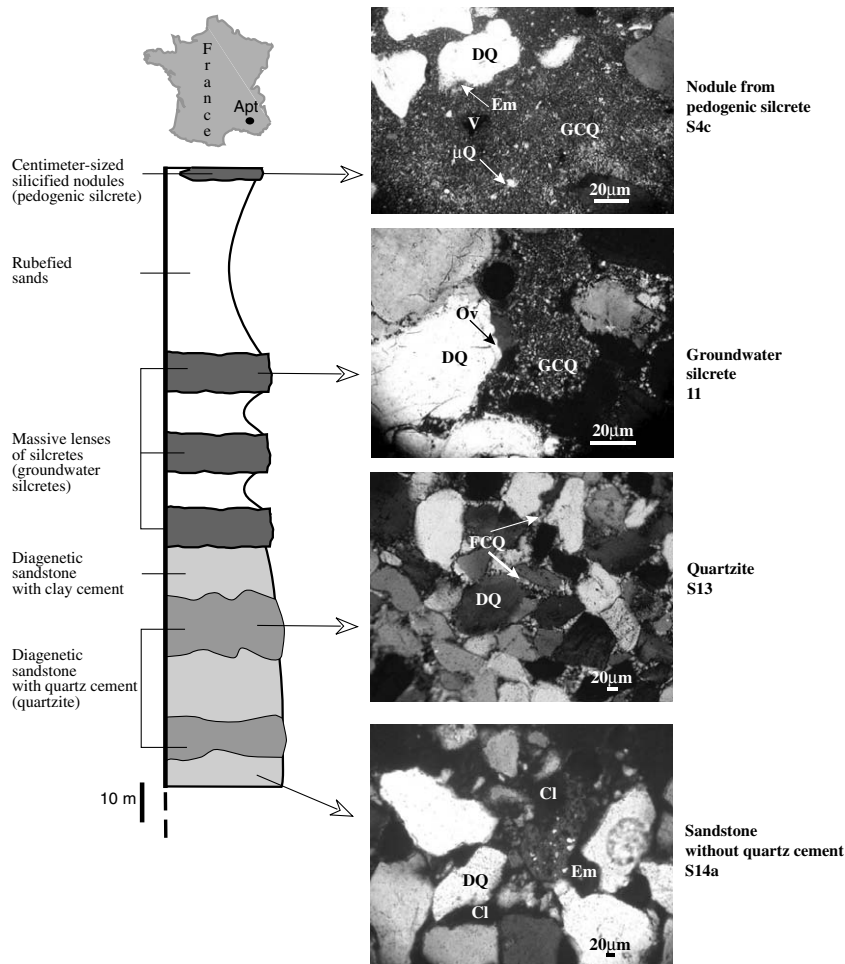 France
Apt
Centimeter-sized
silicified nodules
(pedogenic silcrete)
Rubefied
sands
Massive lenses
of silcretes
(groundwater
silcretes)
Diagenetic
sandstone
with clay cement
Diagenetic
sandstone
with quartz cement
(quartzite)
10 m
DQ
Em
V
GCQ
µQ
20µm
Nodule from
pedogenic silcrete
S4c
Ov
DQ
GCQ
20µm
Groundwater
silcrete
11
FCQ
DQ
20µm
Quartzite
S13
Cl
DQ
Em
Cl
20µm
Sandstone
without quartz cement
S14a